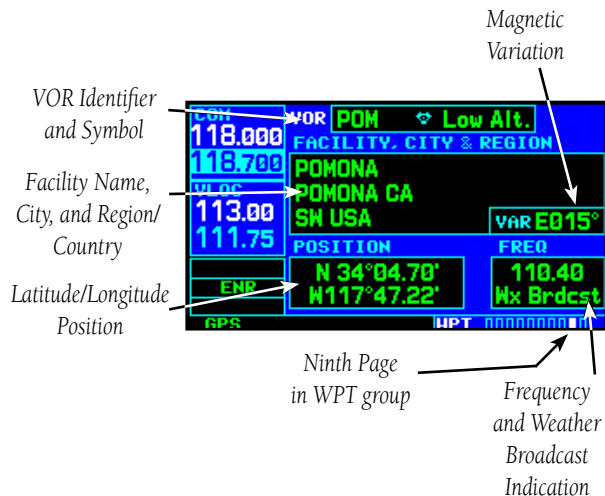 Magnetic
Variation
VOR Identifier
and Symbol
Facility Name,
City, and Region/
Country
Latitude/Longitude
Position
COM
118.000
118.700
VLOC
113.00
111.75
ENR
GPS
VOR POM Low Alt.
FACILITY, CITY & REGION
POMONA
POMONA CA
SW USA
VAR E015°
POSITION FREQ
N 34°04.70' 110.40
W117°47.22' Wx Brdcst
WPT
Ninth Page
in WPT group
Frequency
and Weather
Broadcast
Indication